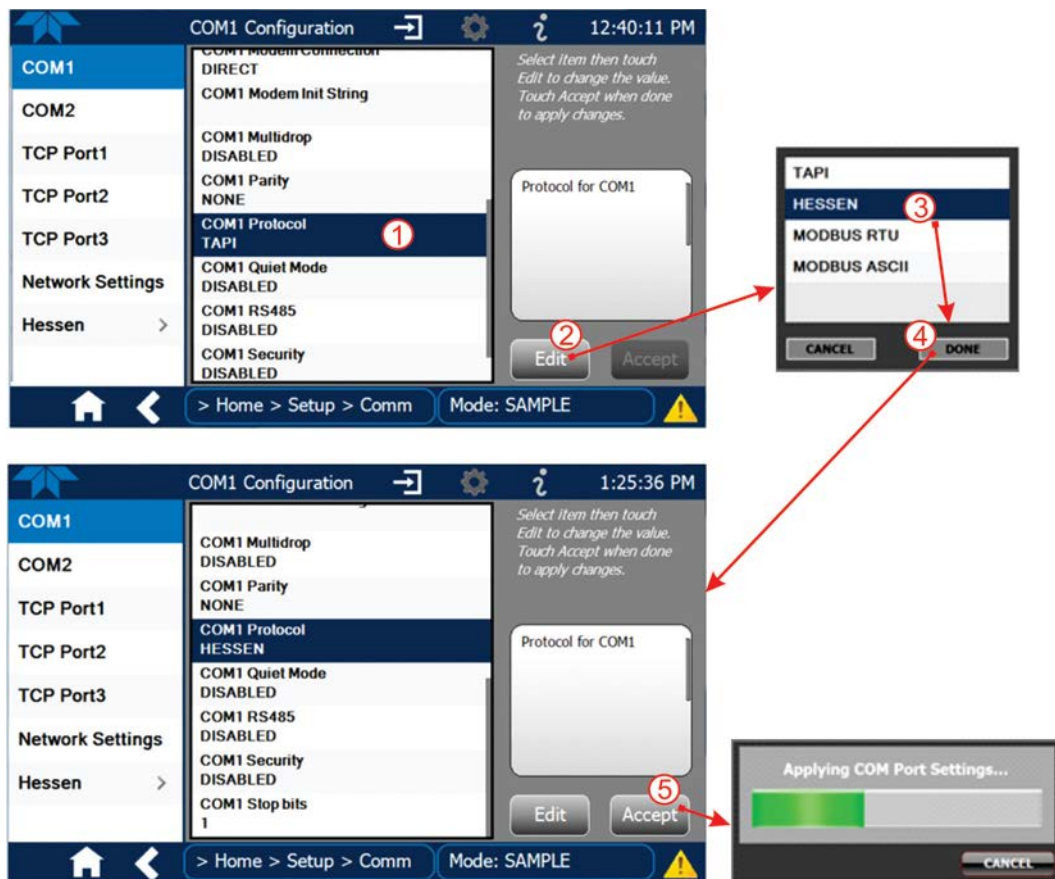 COM1 Configuration
12:40:11 PM
COM1
COM2
TCP Port1
TCP Port2
TCP Port3
Network Settings
Hessen >
COM1 Modem Connection
DIRECT
COM1 Modem Init String
COM1 Multidrop
DISABLED
COM1 Parity
NONE
COM1 Protocol
TAPI
1
COM1 Quiet Mode
DISABLED
COM1 RS485
DISABLED
COM1 Security
DISABLED
Select item then touch
Edit to change the value.
Touch Accept when done
to apply changes.
Protocol for COM1
2
Edit
Accept
> Home > Setup > Comm
Mode: SAMPLE
TAPI
HESSEN
3
MODBUS RTU
MODBUS ASCII
4
CANCEL
DONE
COM1 Configuration
1:25:36 PM
COM1
COM2
TCP Port1
TCP Port2
TCP Port3
Network Settings
Hessen >
COM1 Multidrop
DISABLED
COM1 Parity
NONE
COM1 Protocol
HESSEN
COM1 Quiet Mode
DISABLED
COM1 RS485
DISABLED
COM1 Security
DISABLED
COM1 Stop bits
1
Select item then touch
Edit to change the value.
Touch Accept when done
to apply changes.
Protocol for COM1
5
Edit
Accept
> Home > Setup > Comm
Mode: SAMPLE
Applying COM Port Settings...
CANCEL